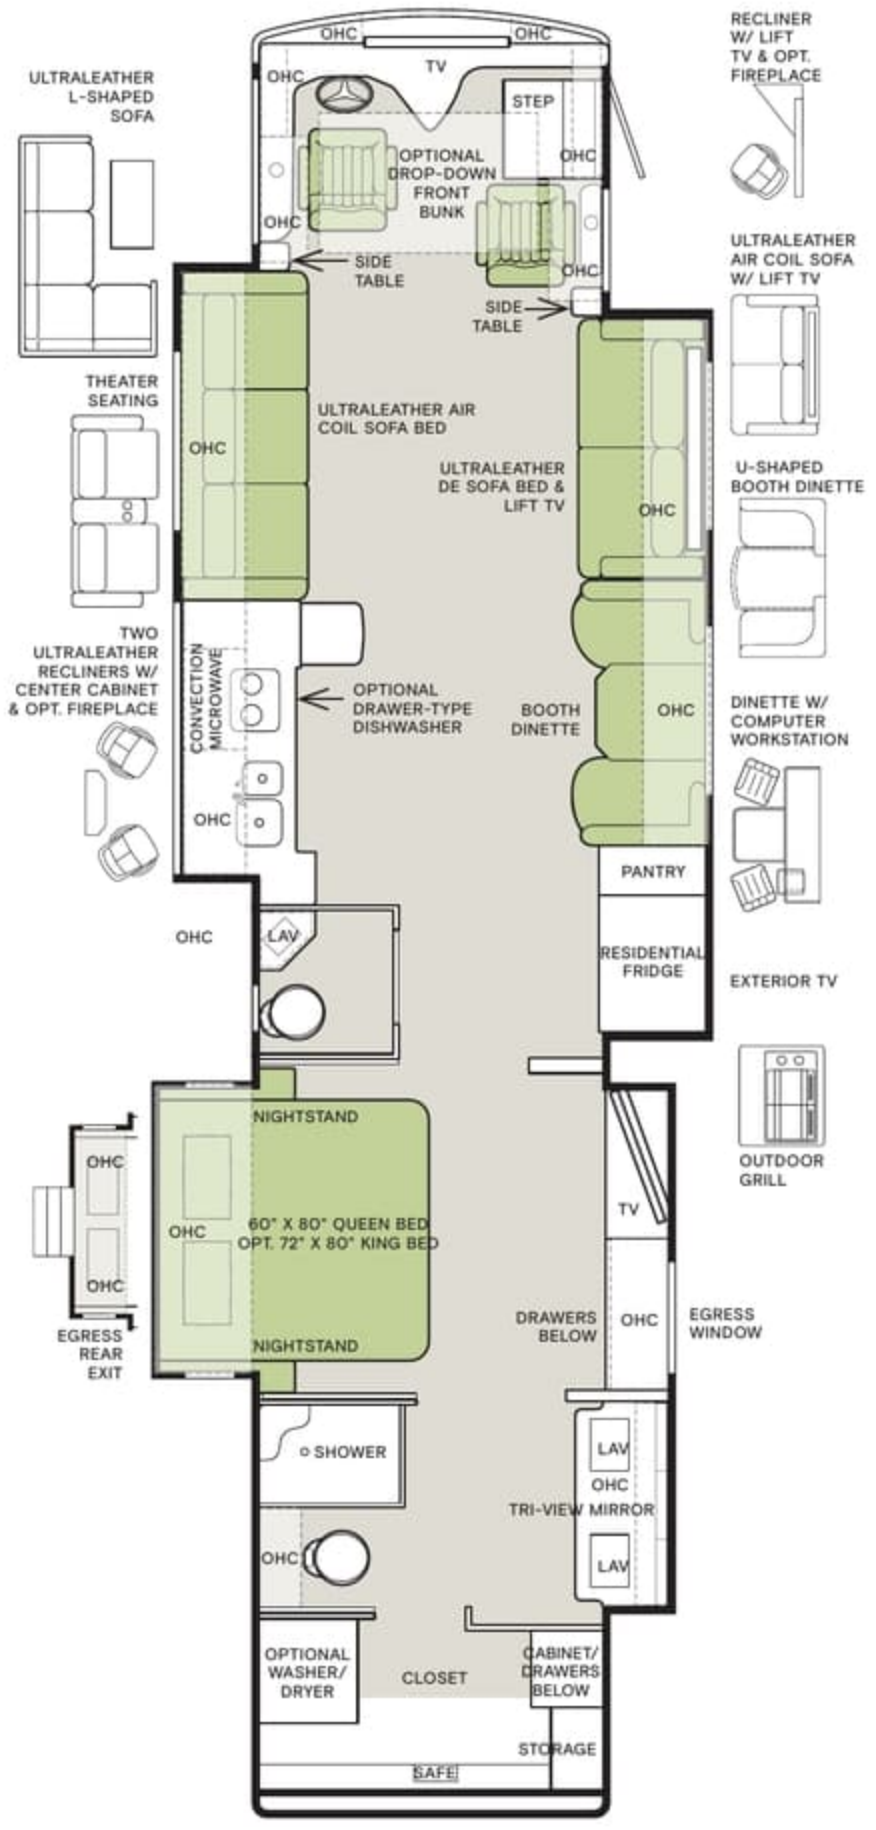 OHC
OHC
TV
OHC
STEP
OPTIONAL
DROP-DOWN
FRONT
BUNK
OHC
OHC
OHC
SIDE
TABLE
SIDE
TABLE
RECLINER
W/ LIFT
TV & OPT.
FIREPLACE
ULTRALEATHER
L-SHAPED
SOFA
ULTRALEATHER
AIR COIL SOFA
W/ LIFT TV
THEATER
SEATING
ULTRALEATHER AIR
COIL SOFA BED
OHC
ULTRALEATHER
DE SOFA BED &
LIFT TV
OHC
U-SHAPED
BOOTH DINETTE
TWO
ULTRALEATHER
RECLINERS W/
CENTER CABINET
& OPT. FIREPLACE
CONVECTION
MICROWAVE
OPTIONAL
DRAWER-TYPE
DISHWASHER
BOOTH
DINETTE
OHC
DINETTE W/
COMPUTER
WORKSTATION
OHC
PANTRY
OHC
LAV
RESIDENTIAL
FRIDGE
EXTERIOR TV
NIGHTSTAND
OHC
OHC
60" X 80" QUEEN BED
OPT. 72" X 80" KING BED
OHC
NIGHTSTAND
EGRESS
REAR
EXIT
TV
OUTDOOR
GRILL
DRAWERS
BELOW
OHC
EGRESS
WINDOW
SHOWER
LAV
OHC
TRI-VIEW MIRROR
LAV
OHC
OPTIONAL
WASHER/
DRYER
CLOSET
CABINET/
DRAWERS
BELOW
STORAGE
SAFE